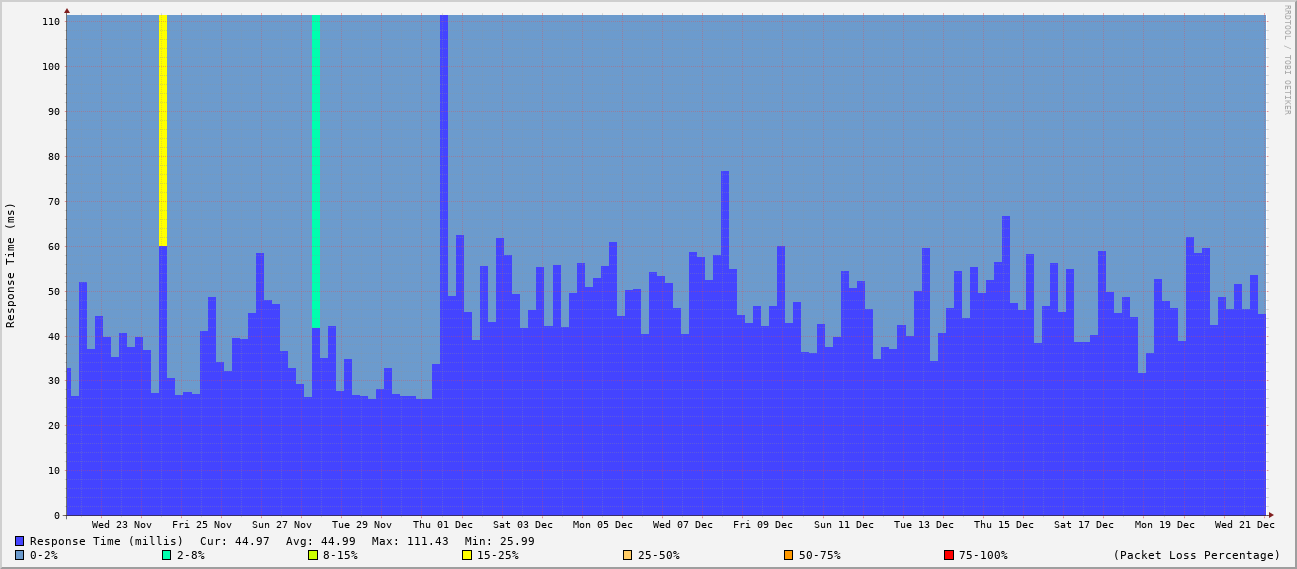 RRDTOOL / TOBI OETIKER
Response Time (ms)
110
100
90
80
70
60
50
40
30
20
10
0
Wed 23 Nov Fri 25 Nov Sun 27 Nov Tue 29 Nov Thu 01 Dec Sat 03 Dec Mon 05 Dec Wed 07 Dec Fri 09 Dec Sun 11 Dec Tue 13 Dec Thu 15 Dec Sat 17 Dec Mon 19 Dec Wed 21 Dec
Response Time (millis) Cur: 44.97 Avg: 44.99 Max: 111.43 Min: 25.99
0-2% 2-8% 8-15% 15-25% 25-50% 50-75% 75-100% (Packet Loss Percentage)